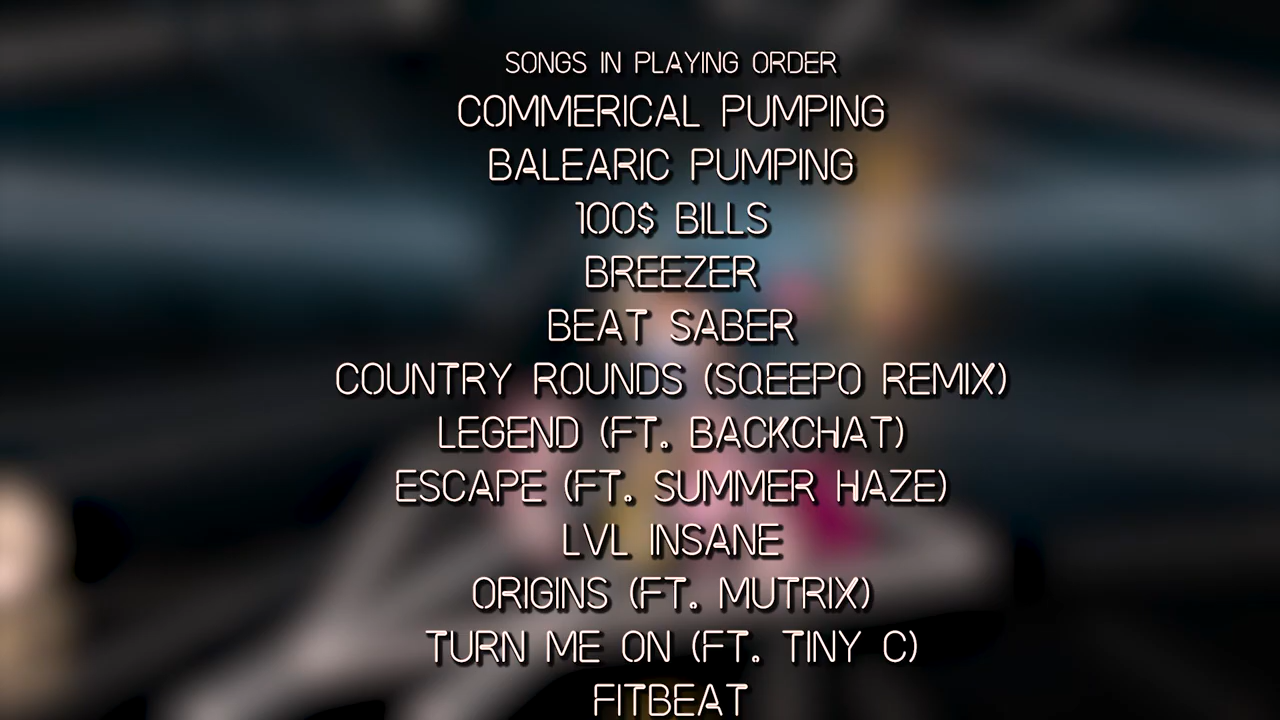 SONGS IN PLAYING ORDER
COMMERICAL PUMPING
BALEARIC PUMPING
100$ BILLS
BREEZER
BEAT SABER
COUNTRY ROUNDS (SQEEPO REMIX)
LEGEND (FT. BACKCHAT)
ESCAPE (FT. SUMMER HAZE)
LVL INSANE
ORIGINS (FT. MUTRIX)
TURN ME ON (FT. TINY C)
FITBEAT